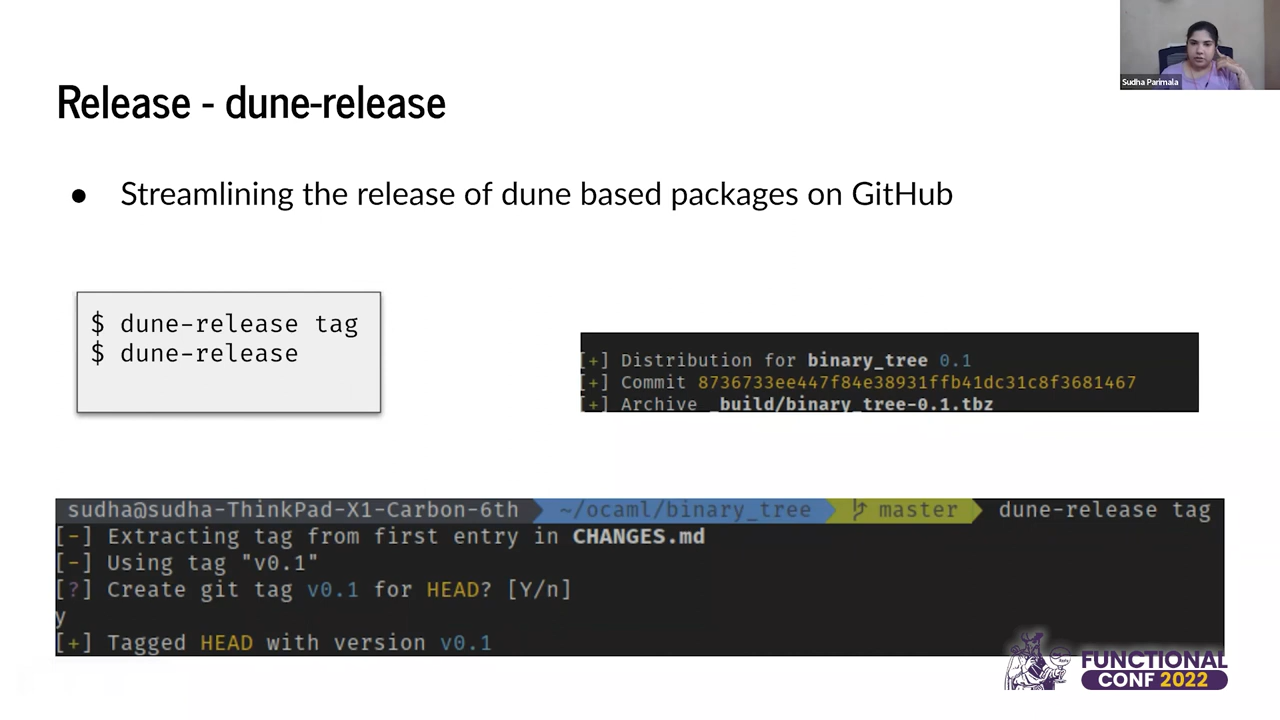 Sudha Parimala
Release - dune-release
● Streamlining the release of dune based packages on GitHub
$ dune-release tag
$ dune-release
[+] Distribution for binary_tree 0.1
[+] Commit 8736733ee447f84e38931ffb41dc31c8f3681467
[+] Archive _build/binary_tree-0.1.tbz
sudha@sudha-ThinkPad-X1-Carbon-6th ~/ocaml/binary_tree master dune-release tag
[-] Extracting tag from first entry in CHANGES.md
[-] Using tag "v0.1"
[?] Create git tag v0.1 for HEAD? [Y/n]
y
[+] Tagged HEAD with version v0.1
FUNCTIONAL
CONF 2022